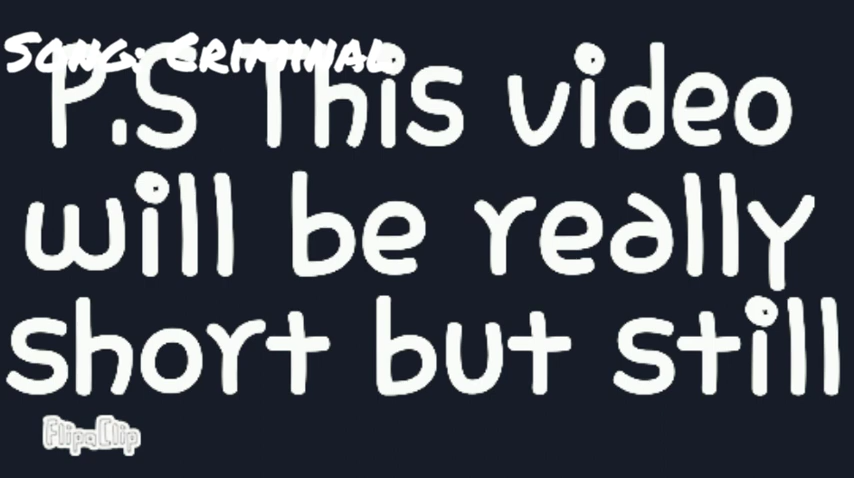 Song: Criminal
P.S This video
will be really
short but still
FlipaClip